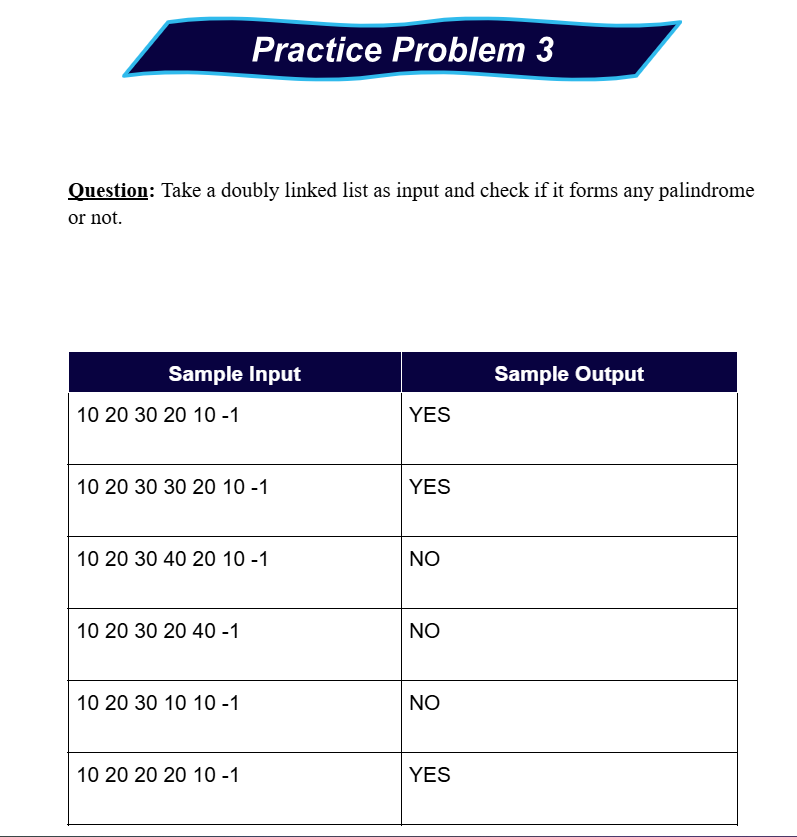 Practice Problem 3
Question: Take a doubly linked list as input and check if it forms any palindrome
or not.
Sample Input Sample Output
10 20 30 20 10 -1 YES
10 20 30 30 20 10 -1 YES
10 20 30 40 20 10 -1 NO
10 20 30 20 40 -1 NO
10 20 30 10 10 -1 NO
10 20 20 20 10 -1 YES